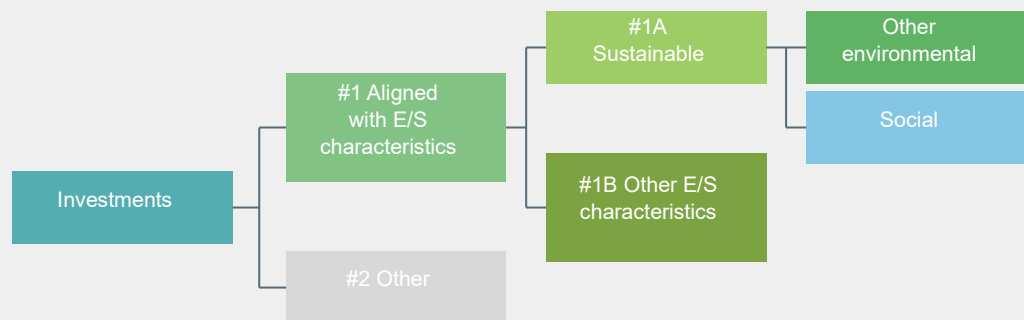 Investments
#1 Aligned
with E/S
characteristics
#2 Other
#1A
Sustainable
#1B Other E/S
characteristics
Other
environmental
Social